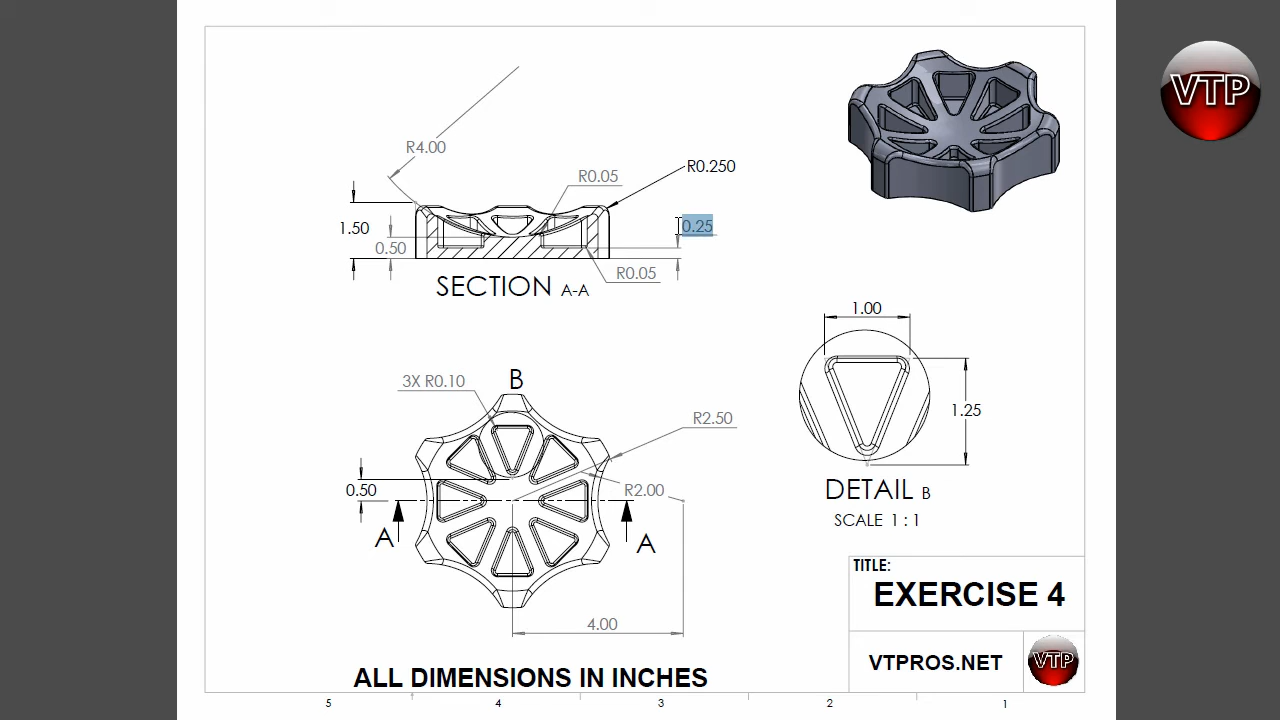 VTP
R4.00
R0.05
R0.250
1.50
0.50
0.25
R0.05
SECTION A-A
1.00
1.25
DETAIL B
SCALE 1 : 1
3X R0.10
B
R2.50
0.50
R2.00
A
A
4.00
TITLE:
EXERCISE 4
VTPROS.NET
VTP
ALL DIMENSIONS IN INCHES
5 4 3 2 1